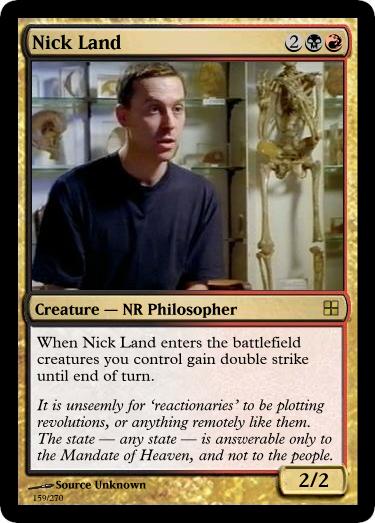 Nick Land 2
Creature — NR Philosopher
When Nick Land enters the battlefield
creatures you control gain double strike
until end of turn.
It is unseemly for ‘reactionaries’ to be plotting
revolutions, or anything remotely like them.
The state — any state — is answerable only to
the Mandate of Heaven, and not to the people.
2/2
Source Unknown
159/270